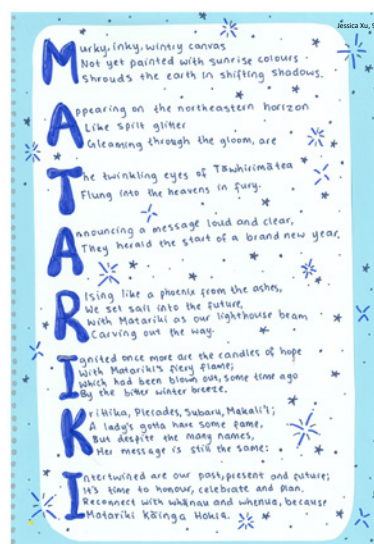 Jessica Xu, 9
Murky, inky, wintry canvas
Not yet painted with sunrise colours
Shrouds the earth in shifting shadows.
Appearing on the northeastern horizon
Like spilt glitter
Gleaming through the gloom, are
The twinkling eyes of Tāwhirimātea
Flung into the heavens in fury.
Announcing a message loud and clear,
They herald the start of a brand new year.
Rising like a phoenix from the ashes,
We set sail into the future,
With Matariki as our lighthouse beam
Carving out the way.
Ignited once more are the candles of hope
With Matariki's fiery flame;
Which had been blown out, some time ago
By the bitter winter breeze.
Krithika, Pleiades, Subaru, Makali'i;
A lady's gotta have some fame,
But despite the many names,
Her message is still the same:
Intertwined are our past, present and future;
It's time to honour, celebrate and plan.
Reconnect with whānau and whenua, because
Matariki Kāinga Hokia.